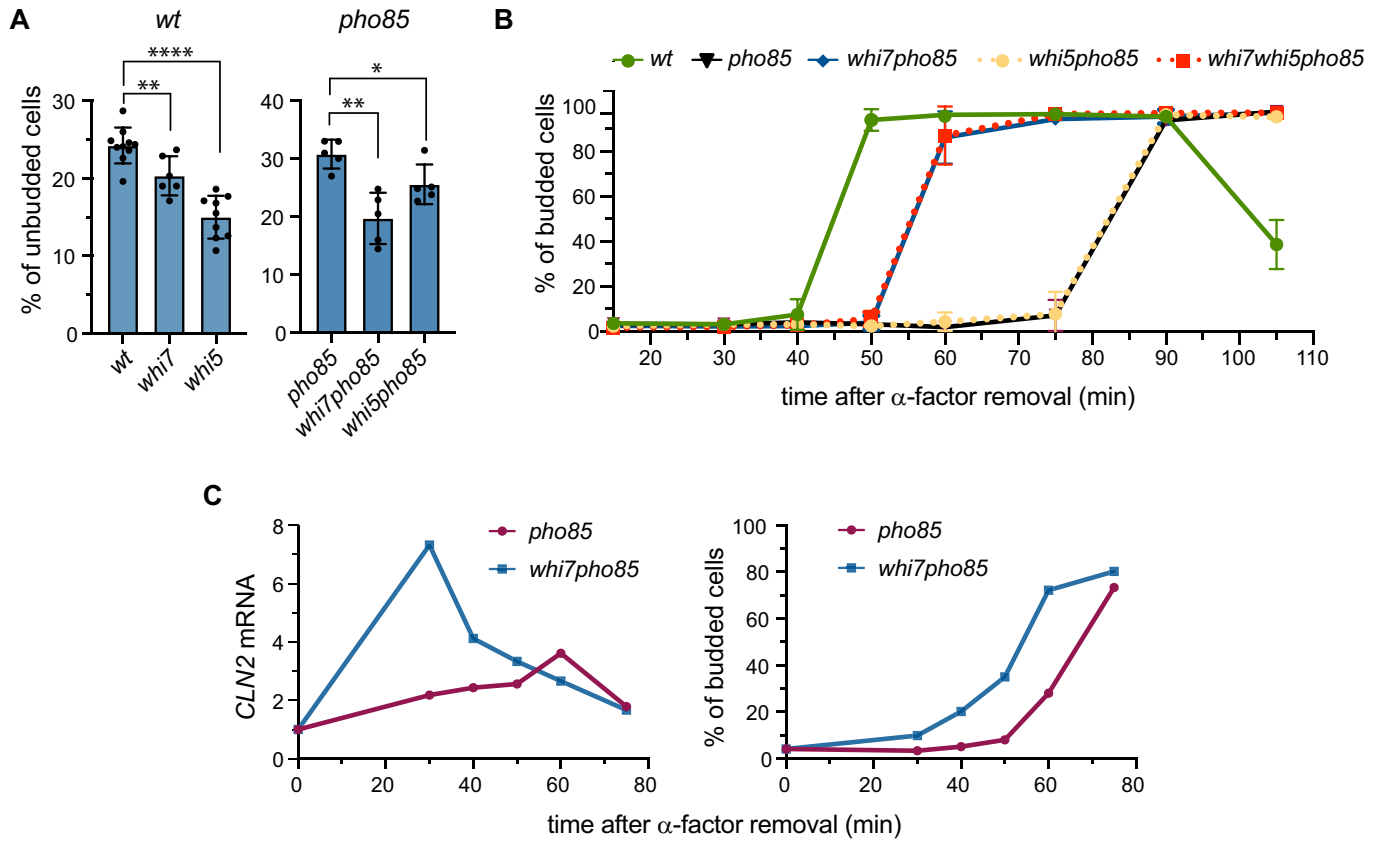 A
wt
pho85
B
****
**
*
**
wt
pho85
whi7pho85
whi5pho85
whi7whi5pho85
% of unbudded cells
30
20
10
0
40
30
20
10
0
wt
whi7
whi5
pho85
whi7pho85
whi5pho85
% of budded cells
100
80
60
40
20
0
20 30 40 50 60 70 80 90 100 110
time after α-factor removal (min)
C
CLN2 mRNA
8
6
4
2
0
pho85
whi7pho85
0 20 40 60 80
% of budded cells
100
80
60
40
20
0
pho85
whi7pho85
0 20 40 60 80
time after α-factor removal (min)